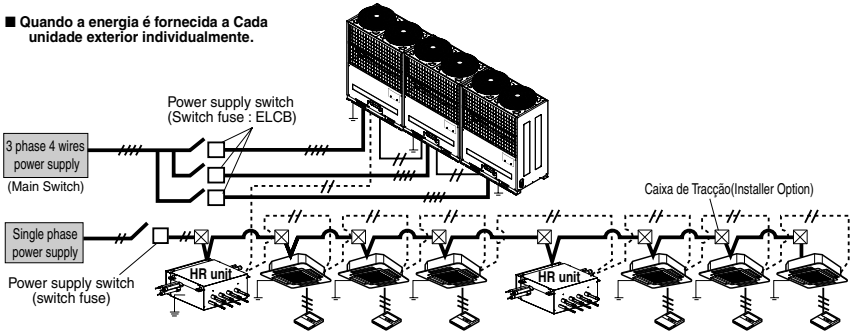 ■ Quando a energia é fornecida a Cada
unidade exterior individualmente.
Power supply switch
(Switch fuse : ELCB)
3 phase 4 wires
power supply
(Main Switch)
Caixa de Tracção(Installer Option)
Single phase
power supply
HR unit
HR unit
Power supply switch
(switch fuse)